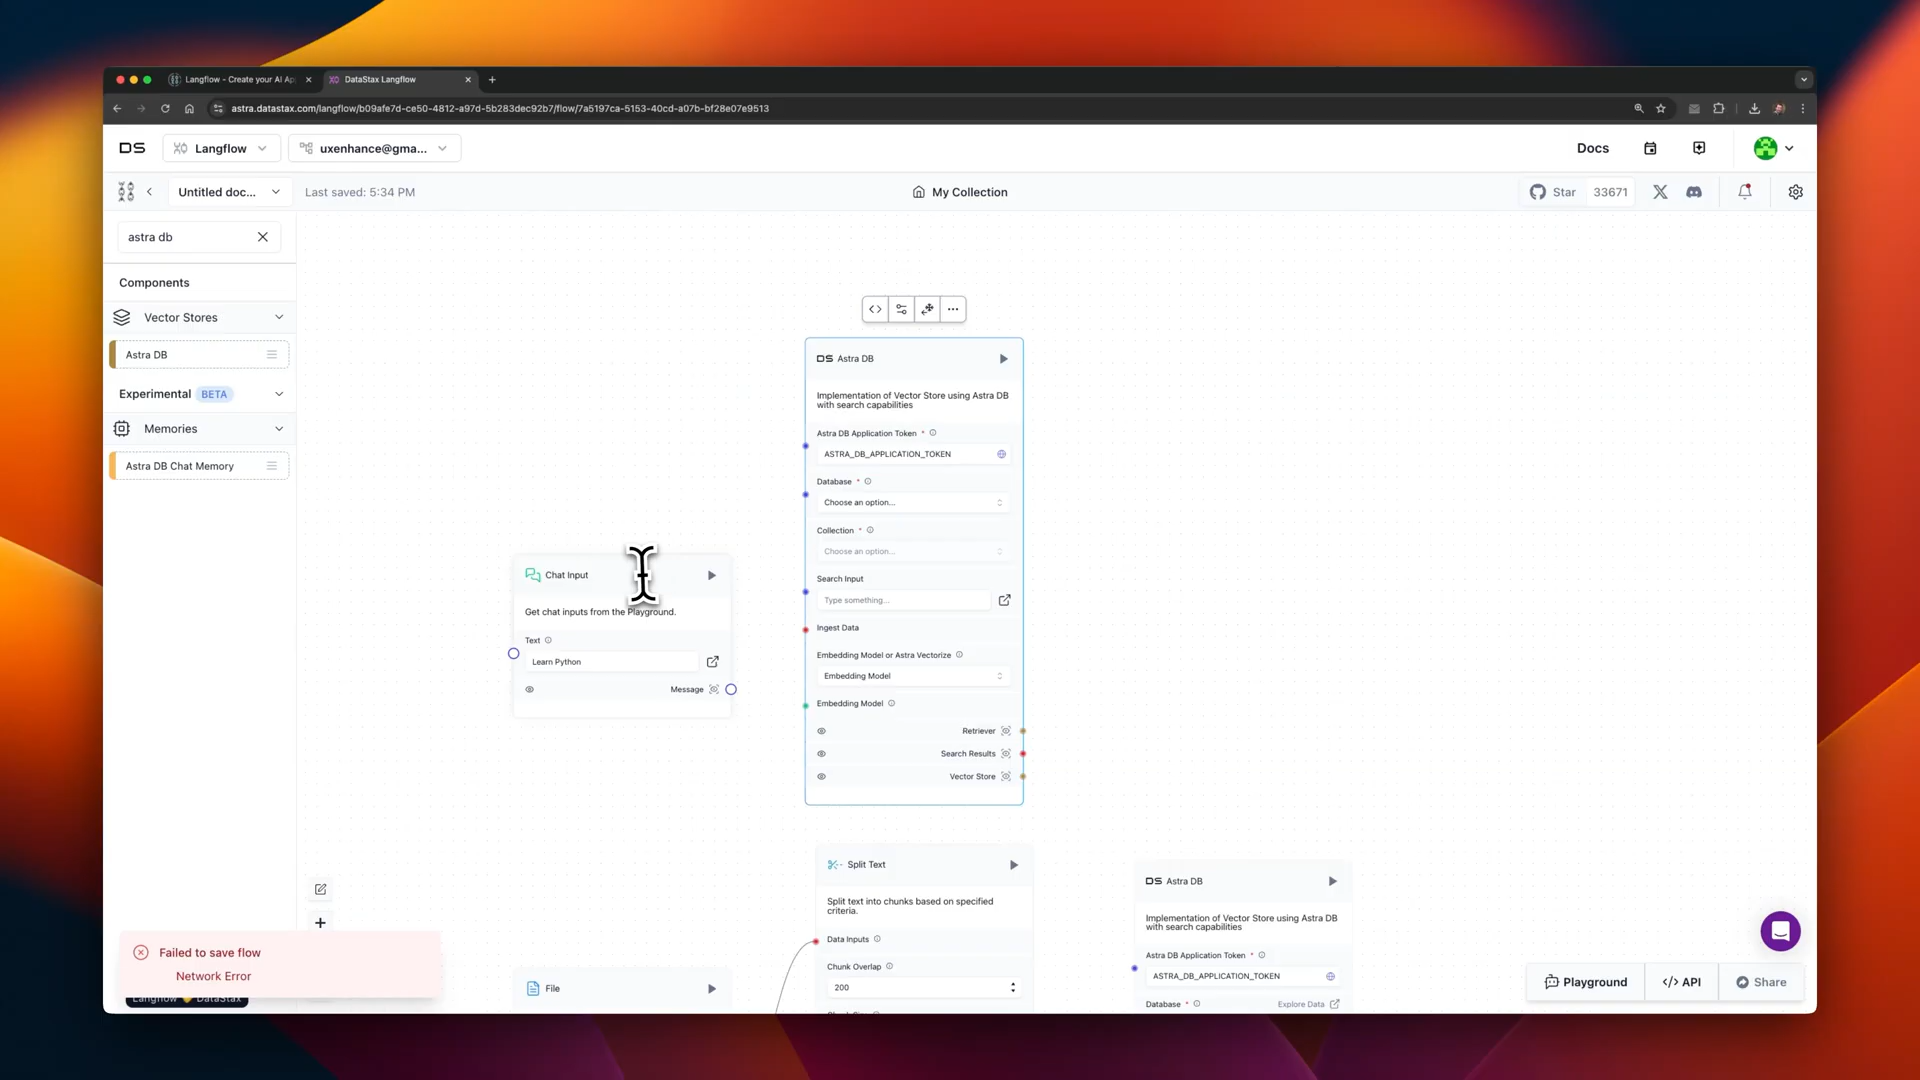 Langflow - Create your AI Ap
DataStax Langflow
astra.datastax.com/langflow/b09afe7d-ce50-4812-a97d-5b283dec92b7/flow/7a5197ca-5153-40cd-a07b-bf28e07e9513
DS
Langflow
uxenhance@gma...
Docs
Untitled doc...
Last saved: 5:34 PM
My Collection
Star
33671
astra db
Components
Vector Stores
Astra DB
Experimental
BETA
Memories
Astra DB Chat Memory
DS Astra DB
Implementation of Vector Store using Astra DB
with search capabilities
Astra DB Application Token *
ASTRA_DB_APPLICATION_TOKEN
Database *
Choose an option...
Collection *
Choose an option...
Search Input
Type something...
Ingest Data
Embedding Model or Astra Vectorize
Embedding Model
Embedding Model
Retriever
Search Results
Vector Store
Chat Input
Get chat inputs from the Playground.
Text
Learn Python
Message
Split Text
Split text into chunks based on specified
criteria.
Data Inputs
Chunk Overlap
200
DS Astra DB
Implementation of Vector Store using Astra DB
with search capabilities
Astra DB Application Token *
ASTRA_DB_APPLICATION_TOKEN
Database *
Explore Data
File
Failed to save flow
Network Error
Langflow
DataStax
Playground
API
Share